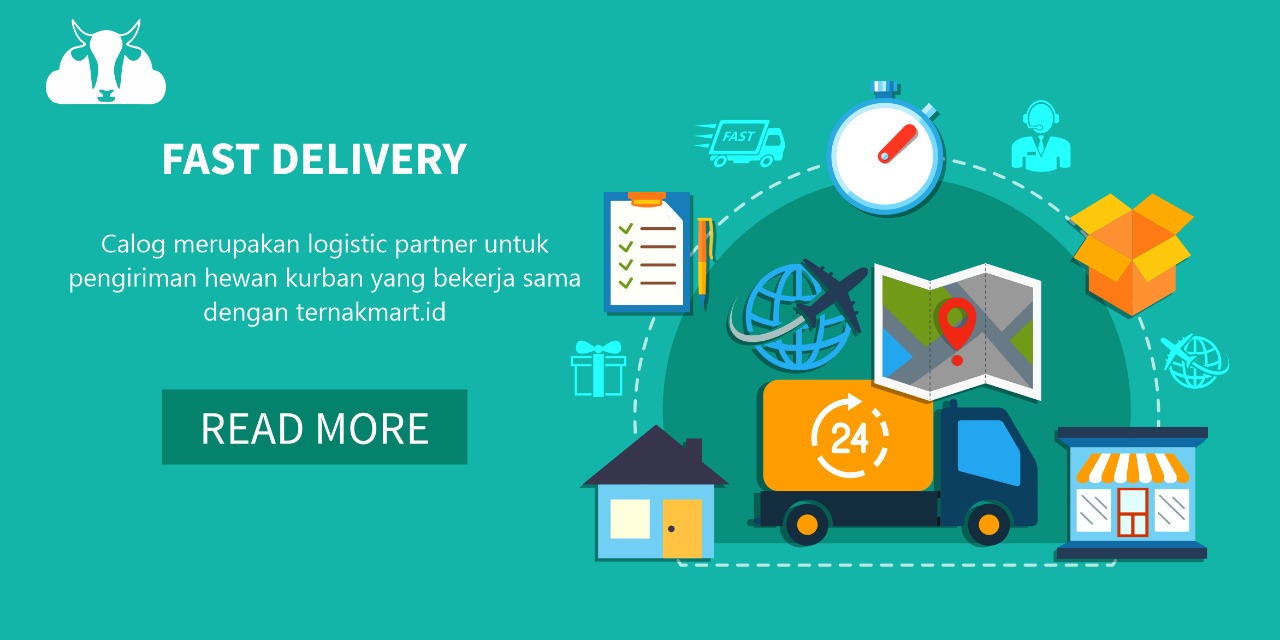 FAST DELIVERY
Calog merupakan logistic partner untuk
pengiriman hewan kurban yang bekerja sama
dengan ternakmart.id
READ MORE
FAST
24